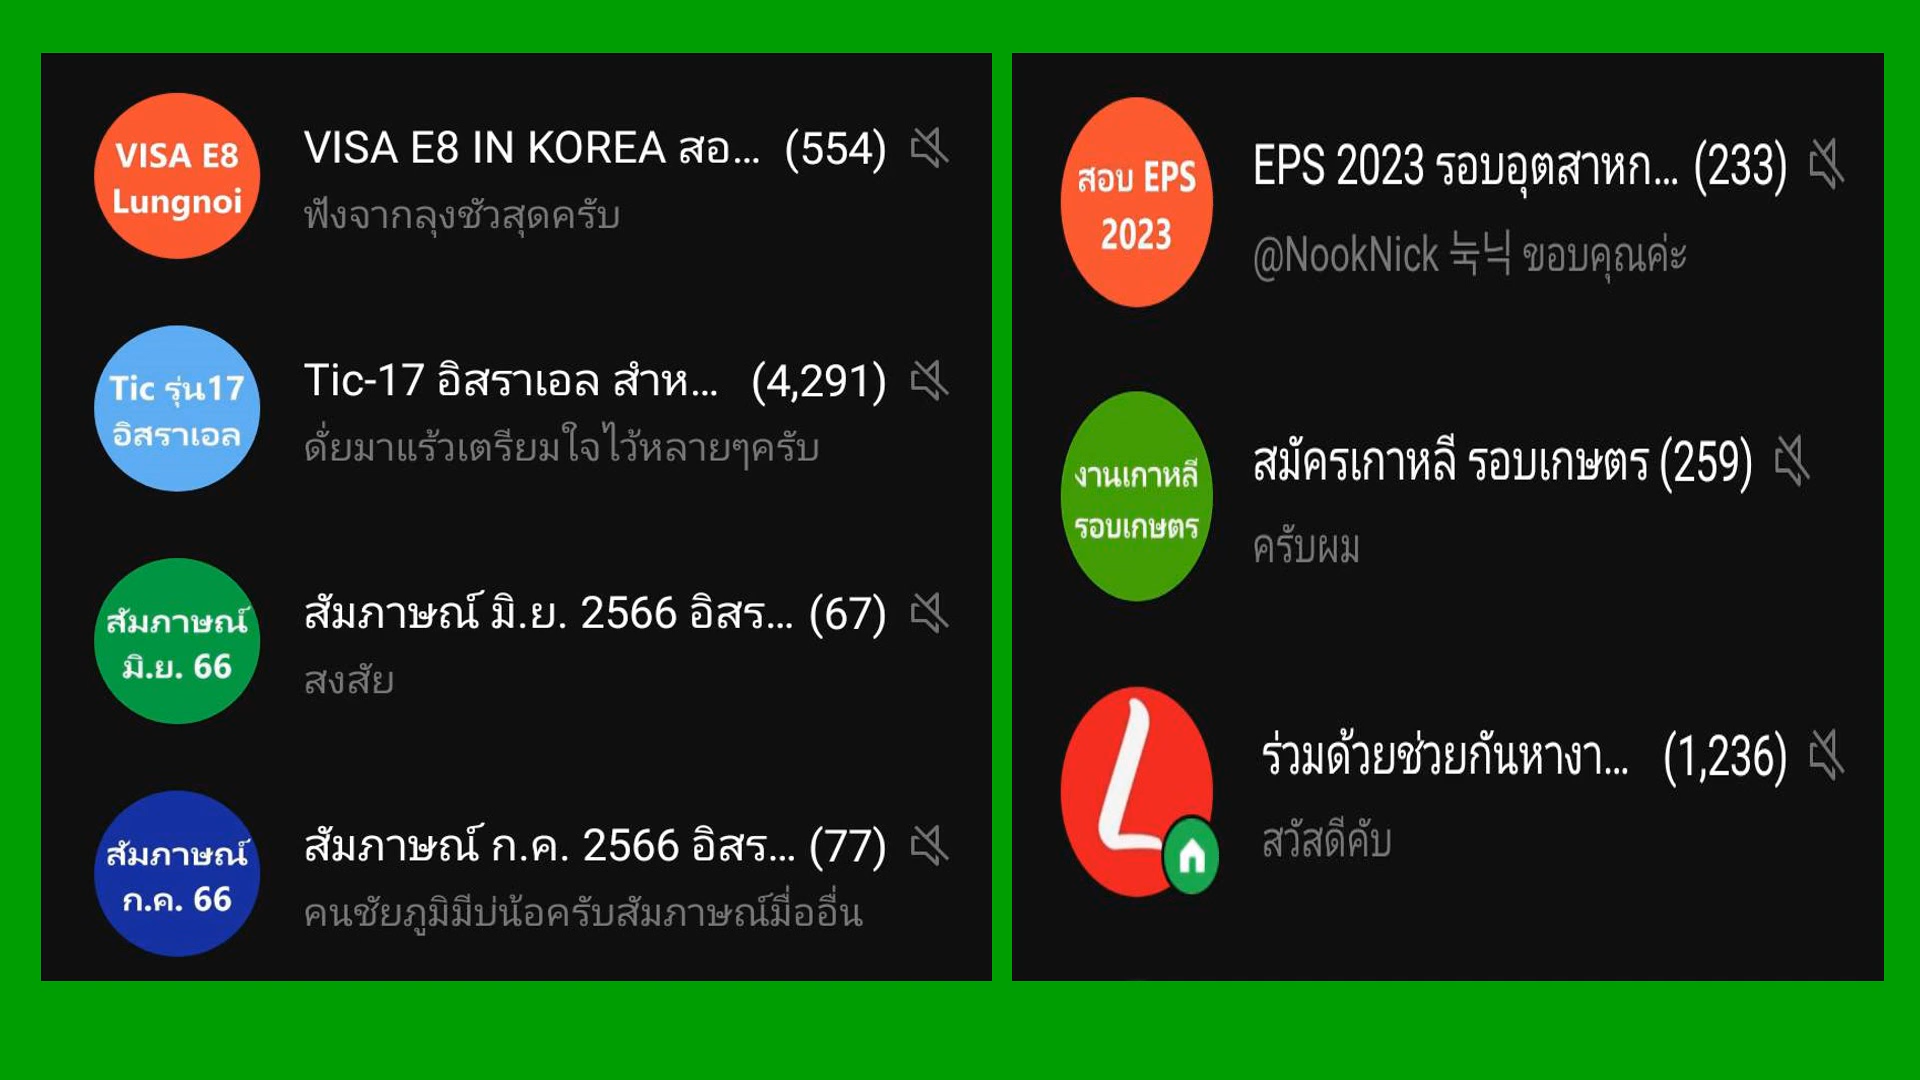 VISA E8
Lungnoi
VISA E8 IN KOREA สอ... (554)
ฟังจากลุงชัวสุดครับ
Tic รุ่น17
อิสราเอล
Tic-17 อิสราเอล สำห... (4,291)
ดั่ยมาแร้วเตรียมใจไว้หลายๆครับ
สัมภาษณ์
มิ.ย. 66
สัมภาษณ์ มิ.ย. 2566 อิสร... (67)
สงสัย
สัมภาษณ์
ก.ค. 66
สัมภาษณ์ ก.ค. 2566 อิสร... (77)
คนชัยภูมิมีบ่น้อครับสัมภาษณ์มื่ออื่น
สอบ EPS
2023
EPS 2023 รอบอุตสาหก... (233)
@NookNick 눅닉 ขอบคุณค่ะ
งานเกาหลี
รอบเกษตร
สมัครเกาหลี รอบเกษตร (259)
ครับผม
L
ร่วมด้วยช่วยกันหางา... (1,236)
สวัสดีคับ